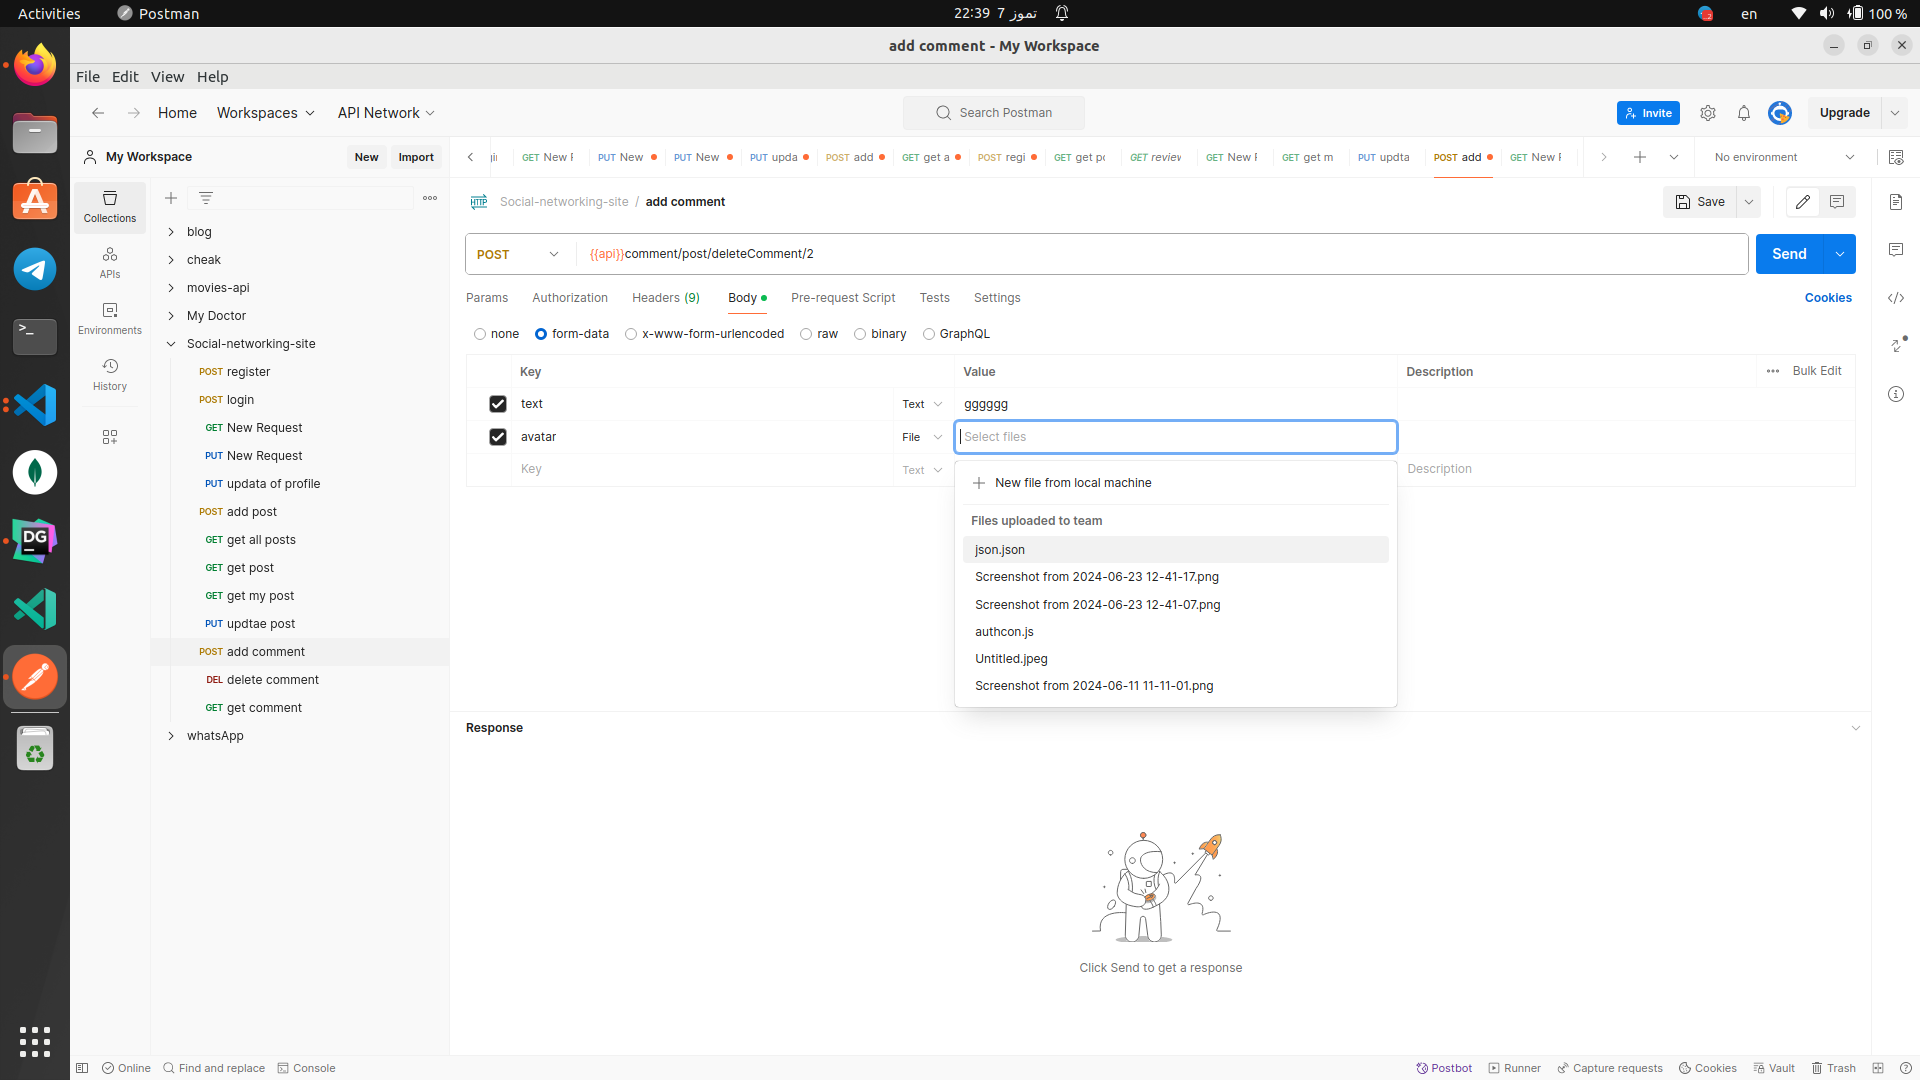 Activities
Postman
22:39 7 تموز
en
100 %
add comment - My Workspace
File Edit View Help
Home
Workspaces
API Network
Search Postman
Invite
Upgrade
My Workspace
New
Import
GET New F
PUT New
PUT New
PUT upda
POST add
GET get a
POST regi
GET get po
GET review
GET New F
GET get m
PUT updta
POST add
GET New F
No environment
Collections
APIs
Environments
History
blog
cheak
movies-api
My Doctor
Social-networking-site
POST register
POST login
GET New Request
PUT New Request
PUT updata of profile
POST add post
GET get all posts
GET get post
GET get my post
PUT updtae post
POST add comment
DEL delete comment
GET get comment
whatsApp
HTTP
Social-networking-site / add comment
Save
POST
{{api}}comment/post/deleteComment/2
Send
Params
Authorization
Headers (9)
Body
Pre-request Script
Tests
Settings
Cookies
none
form-data
x-www-form-urlencoded
raw
binary
GraphQL
Key
Value
Description
Bulk Edit
text
Text
gggggg
avatar
File
Select files
Key
Text
Description
New file from local machine
Files uploaded to team
json.json
Screenshot from 2024-06-23 12-41-17.png
Screenshot from 2024-06-23 12-41-07.png
authcon.js
Untitled.jpeg
Screenshot from 2024-06-11 11-11-01.png
Response
Click Send to get a response
Online
Find and replace
Console
Postbot
Runner
Capture requests
Cookies
Vault
Trash
DG